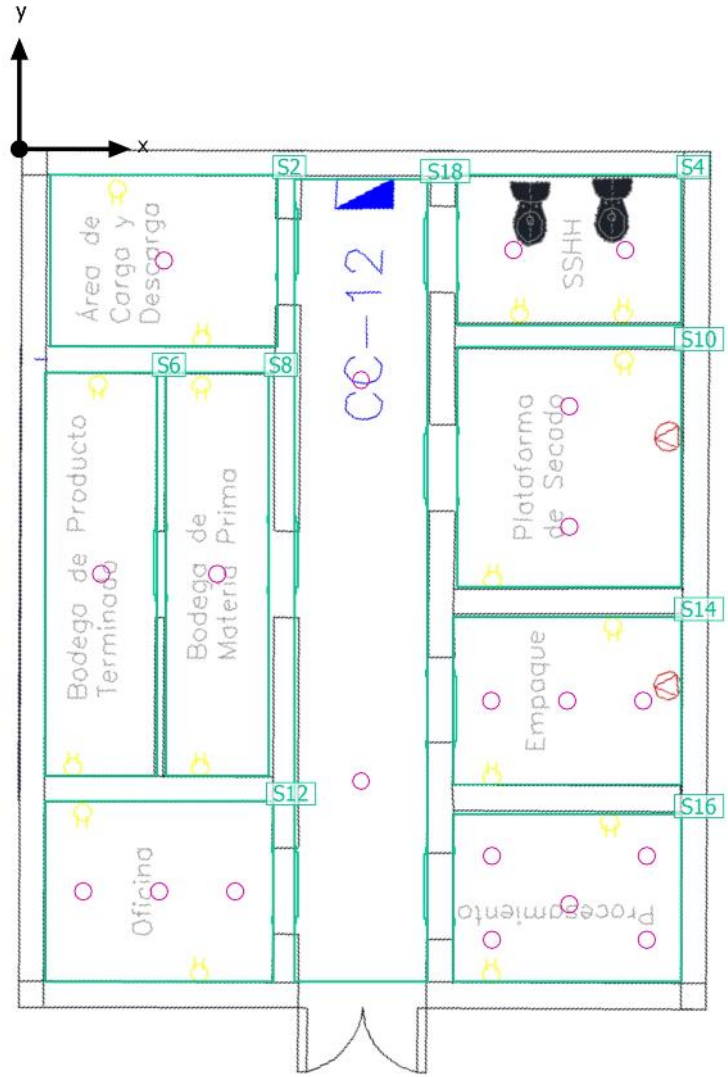 y
x
S2
S18
S4
Área de
Carga y
Descarga
CC-12
SSHH
S6
S8
S10
Bodega de Producto
Terminado
Bodega de
Materia Prima
Plataforma
de Secado
S14
Empaque
S12
S16
Oficina
Procesamiento